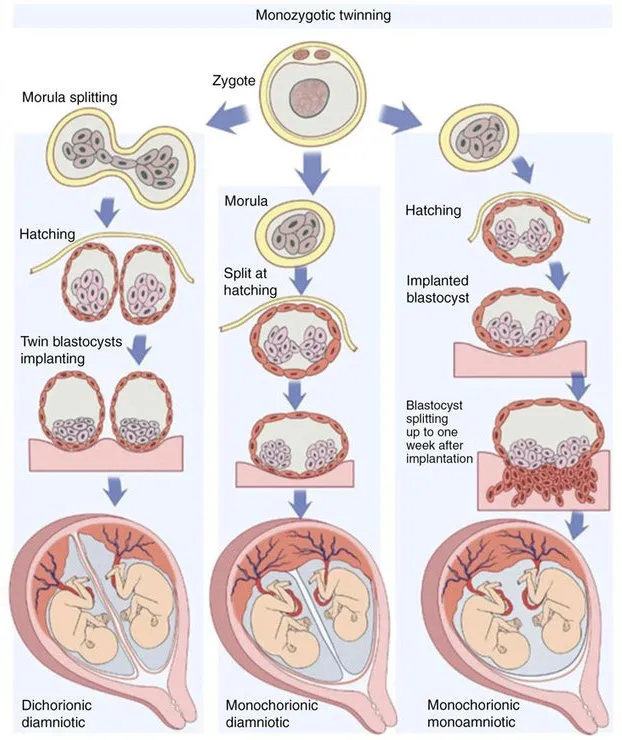 Monozygotic twinning
Zygote
Morula splitting
Hatching
Twin blastocysts
implanting
Dichorionic
diamniotic
Morula
Split at
hatching
Monochorionic
diamniotic
Hatching
Implanted
blastocyst
Blastocyst
splitting
up to one
week after
implantation
Monochorionic
monoamniotic